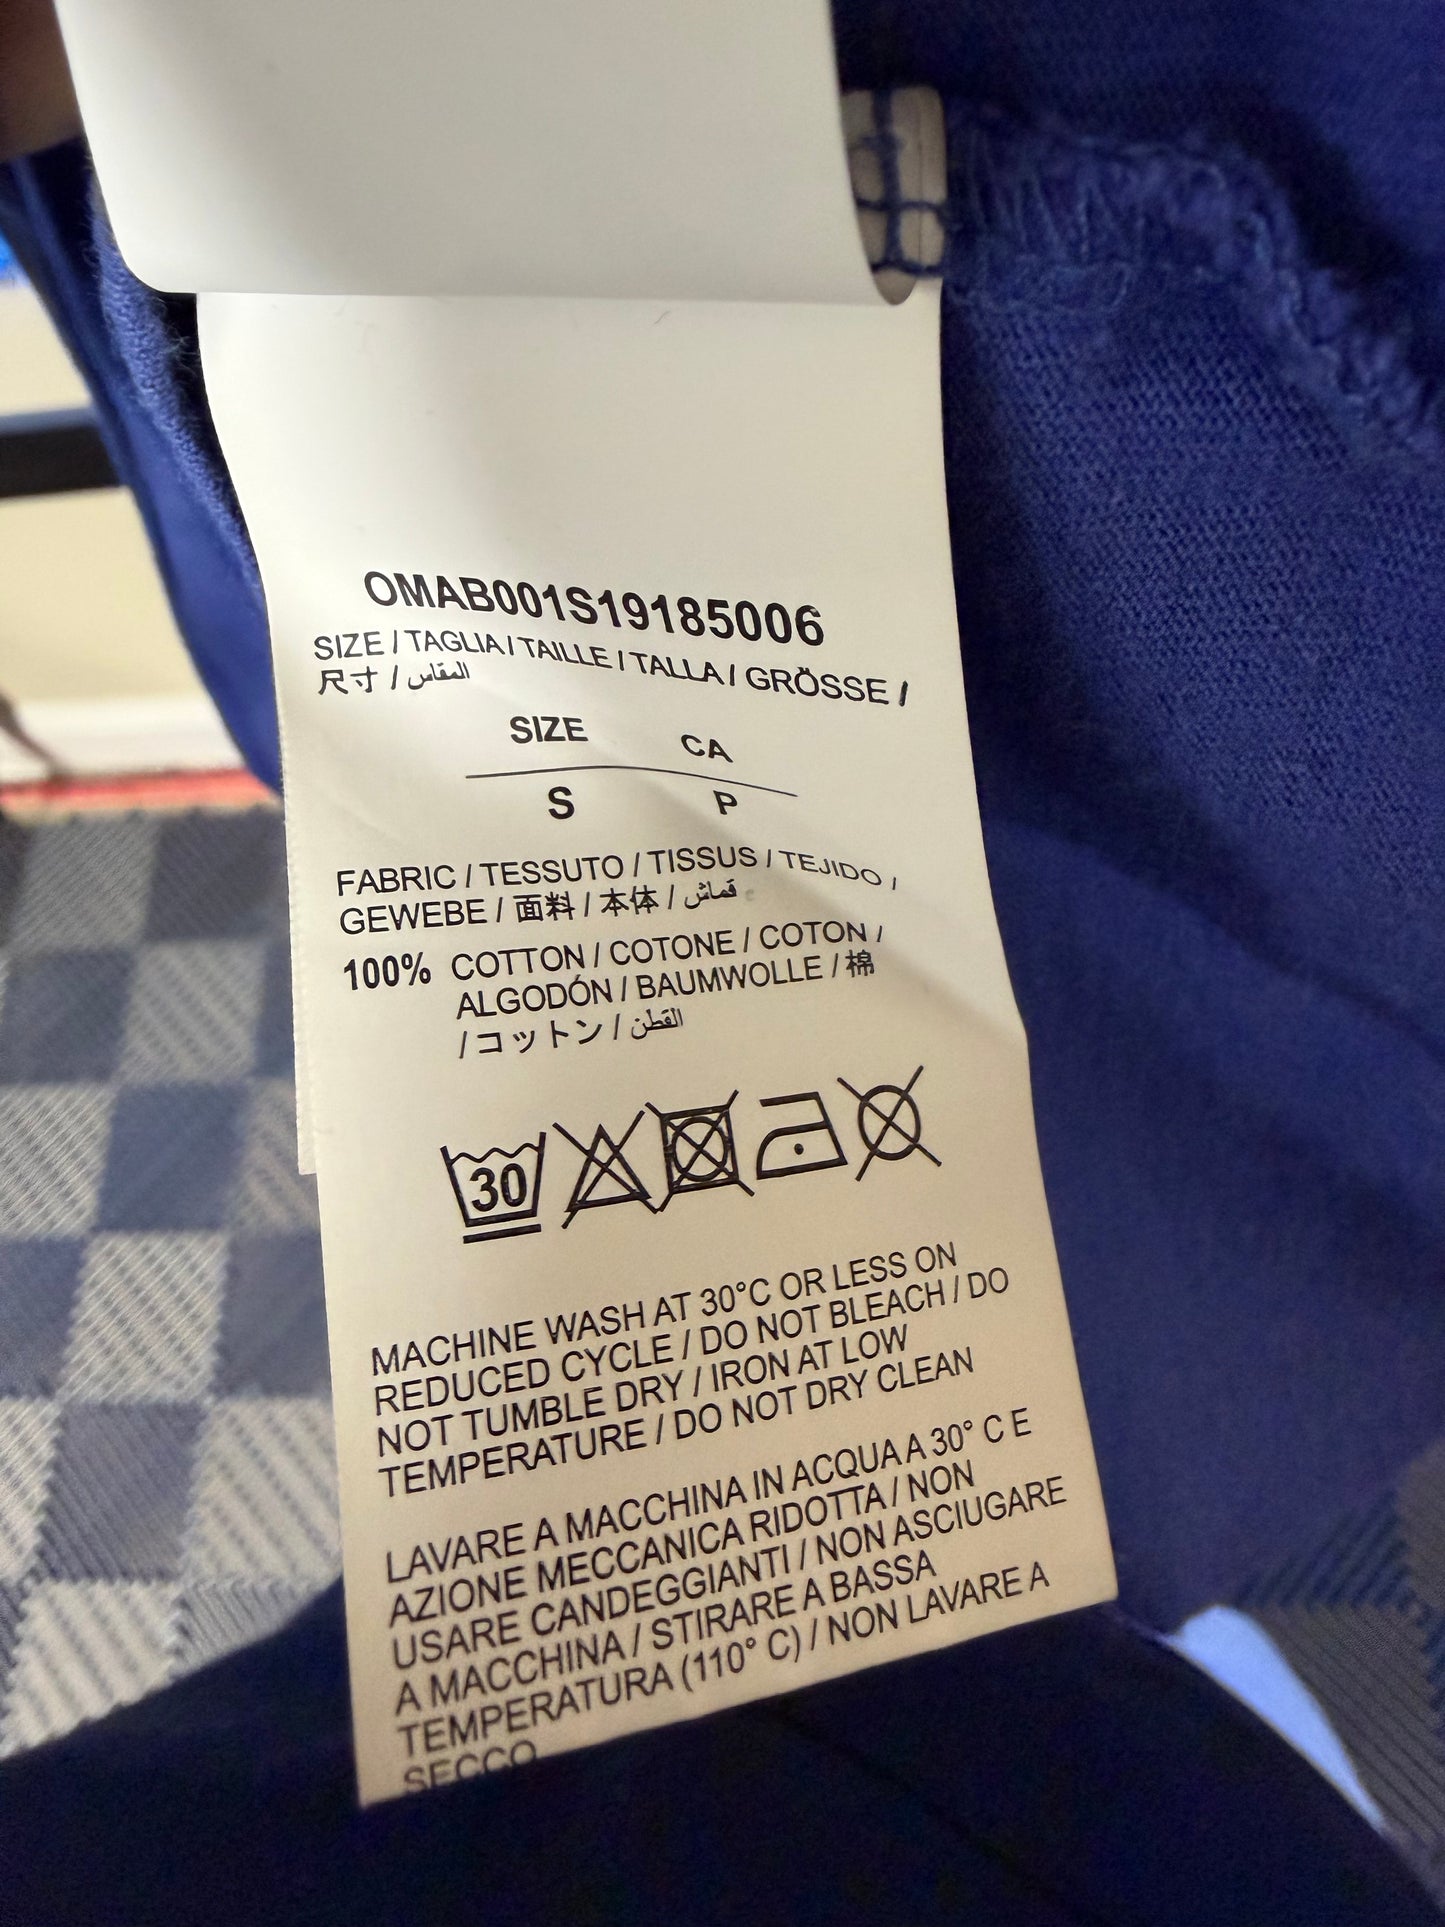 OMAB001S19185006
SIZE / TAGLIA / TAILLE / TALLA / GRÖSSE /
尺寸 / المقاس
SIZE CA
S P
FABRIC / TESSUTO / TISSUS / TEJIDO /
GEWEBE / 面料 / 本体 / قماش
100% COTTON / COTONE / COTON /
ALGODÓN / BAUMWOLLE / 棉
/ コットン / القطن
30
MACHINE WASH AT 30°C OR LESS ON
REDUCED CYCLE / DO NOT BLEACH / DO
NOT TUMBLE DRY / IRON AT LOW
TEMPERATURE / DO NOT DRY CLEAN
LAVARE A MACCHINA IN ACQUA A 30° C E
AZIONE MECCANICA RIDOTTA / NON
USARE CANDEGGIANTI / NON ASCIUGARE
A MACCHINA / STIRARE A BASSA
TEMPERATURA (110° C) / NON LAVARE A
SECCO